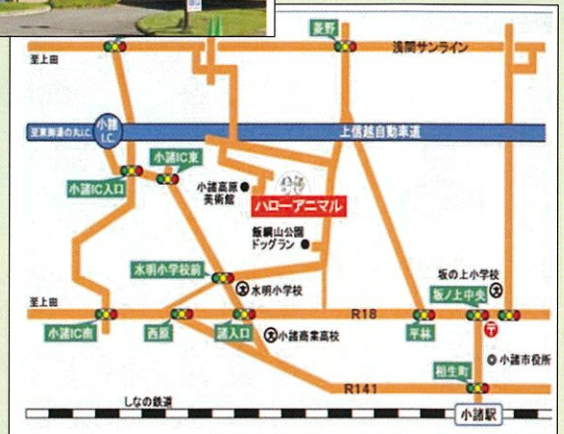 菱野
浅間サンライン
至上田
至東御湯の丸I.C.
小諸
I.C.
上信越自動車道
小諸IC東
小諸IC入口
小諸高原
美術館
ハローアニマル
飯綱山公園
ドッグラン
水明小学校前
水明小学校
坂の上小学校
坂ノ上中央
至上田
R18
小諸IC南
西原
諸入口
小諸商業高校
平林
小諸市役所
相生町
R141
しなの鉄道
小諸駅